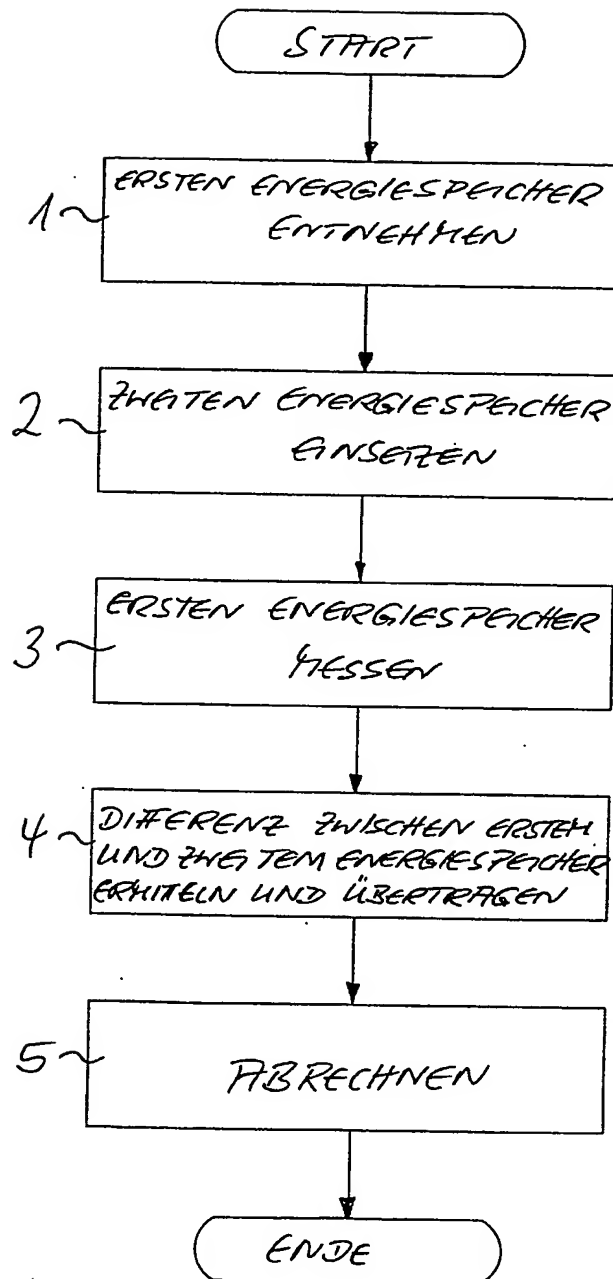 START
1 ERSTEN ENERGIESPEICHER
ENTNEHMEN
2 ZWEITEN ENERGIESPEICHER
EINSETZEN
3 ERSTEN ENERGIESPEICHER
MESSEN
4 DIFFERENZ ZWISCHEN ERSTEM
UND ZWEITEM ENERGIESPEICHER
ERMITTELN UND ÜBERTRAGEN
5 ABRECHNEN
ENDE